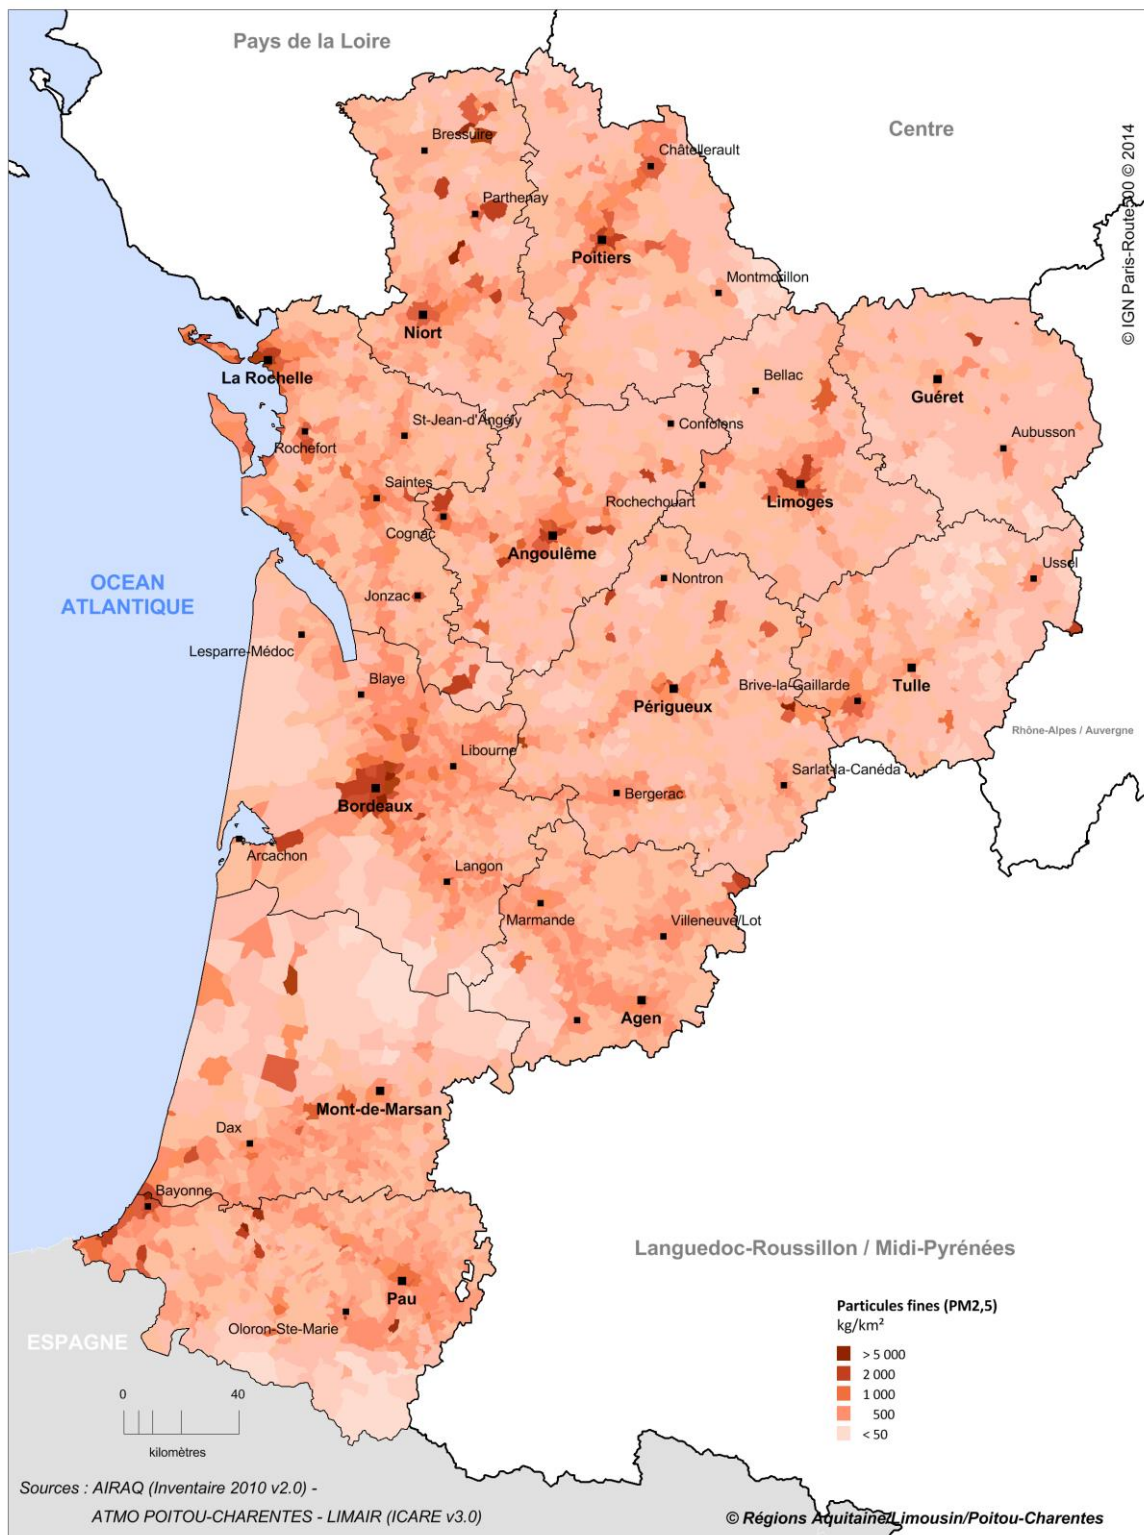 Pays de la Loire
Centre
© IGN Paris-Route500 © 2014
Bressuire
Châtellerault
Parthenay
Poitiers
Montmorillon
Niort
La Rochelle
Bellac
Guéret
St-Jean-d'Angély
Confolens
Aubusson
Rochefort
Saintes
Rochechouart
Limoges
Cognac
Angoulême
Ussel
OCEAN
ATLANTIQUE
Nontron
Jonzac
Lesparre-Médoc
Blaye
Tulle
Brive-la-Gaillarde
Périgueux
Rhône-Alpes / Auvergne
Libourne
Sarlat-la-Canéda
Bordeaux
Bergerac
Arcachon
Langon
Marmande
Villeneuve/Lot
Agen
Mont-de-Marsan
Dax
Bayonne
Languedoc-Roussillon / Midi-Pyrénées
Pau
Oloron-Ste-Marie
ESPAGNE
Particules fines (PM2,5)
kg/km²
> 5 000
2 000
1 000
500
< 50
0 40
kilomètres
Sources : AIRAQ (Inventaire 2010 v2.0) -
ATMO POITOU-CHARENTES - LIMAIR (ICARE v3.0)
© Régions Aquitaine/Limousin/Poitou-Charentes